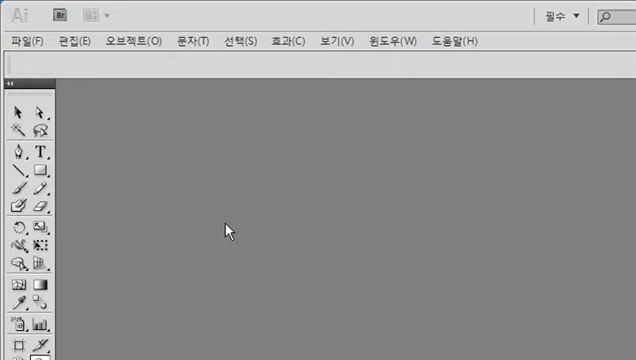 Ai Br 필수
파일(F) 편집(E) 오브젝트(O) 문자(T) 선택(S) 효과(C) 보기(V) 윈도우(W) 도움말(H)
T